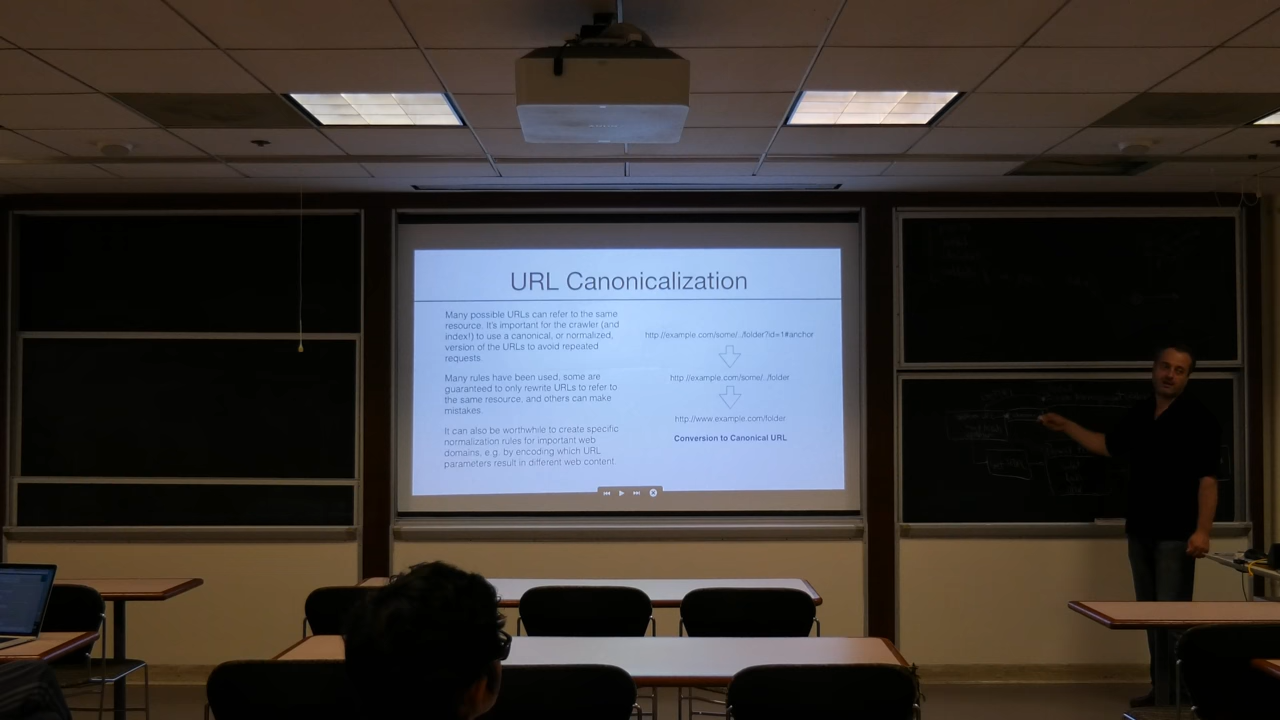 URL Canonicalization
Many possible URLs can refer to the same
resource. It's important for the crawler (and
index!) to use a canonical, or normalized,
version of the URLs to avoid repeated
requests.
Many rules have been used, some are
guaranteed to only rewrite URLs to refer to
the same resource, and others can make
mistakes.
It can also be worthwhile to create specific
normalization rules for important web
domains, e.g. by encoding which URL
parameters result in different web content.
http://example.com/some/../folder?id=1#anchor
http://example.com/some/../folder
http://www.example.com/folder
Conversion to Canonical URL